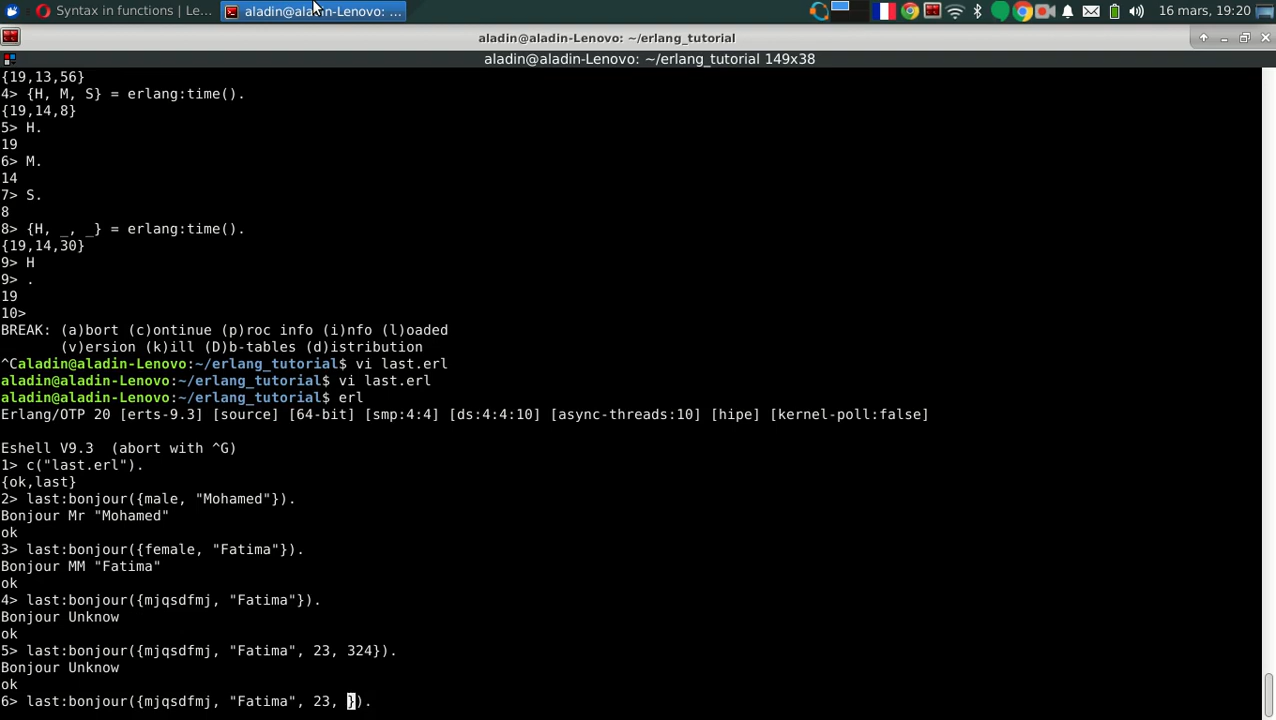 Syntax in functions | Le...
aladin@aladin-Lenovo: ...
16 mars, 19:20
aladin@aladin-Lenovo: ~/erlang_tutorial
aladin@aladin-Lenovo: ~/erlang_tutorial 149x38
{19,13,56}
4> {H, M, S} = erlang:time().
{19,14,8}
5> H.
19
6> M.
14
7> S.
8
8> {H, _, _} = erlang:time().
{19,14,30}
9> H
9> .
19
10>
BREAK: (a)bort (c)ontinue (p)roc info (i)nfo (l)oaded
(v)ersion (k)ill (D)b-tables (d)istribution
^Caladin@aladin-Lenovo:~/erlang_tutorial$ vi last.erl
aladin@aladin-Lenovo:~/erlang_tutorial$ vi last.erl
aladin@aladin-Lenovo:~/erlang_tutorial$ erl
Erlang/OTP 20 [erts-9.3] [source] [64-bit] [smp:4:4] [ds:4:4:10] [async-threads:10] [hipe] [kernel-poll:false]
Eshell V9.3  (abort with ^G)
1> c("last.erl").
{ok,last}
2> last:bonjour({male, "Mohamed"}).
Bonjour Mr "Mohamed"
ok
3> last:bonjour({female, "Fatima"}).
Bonjour MM "Fatima"
ok
4> last:bonjour({mjqsdfmj, "Fatima"}).
Bonjour Unknow
ok
5> last:bonjour({mjqsdfmj, "Fatima", 23, 324}).
Bonjour Unknow
ok
6> last:bonjour({mjqsdfmj, "Fatima", 23, }).